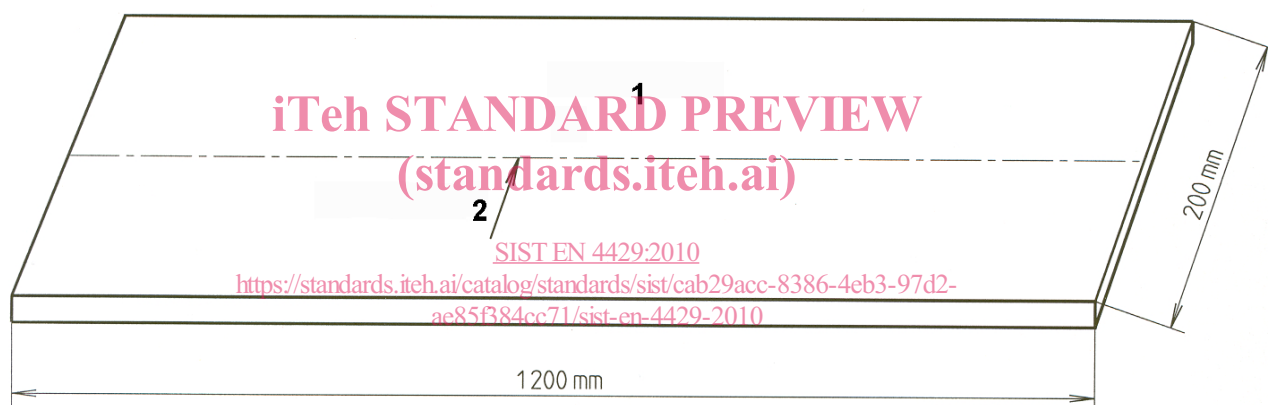 1
iTeh STANDARD PREVIEW
(standards.iteh.ai)
2
200 mm
SIST EN 4429:2010
https://standards.iteh.ai/catalog/standards/sist/cab29acc-8386-4eb3-97d2-
ae85f384cc71/sist-en-4429-2010
1200 mm